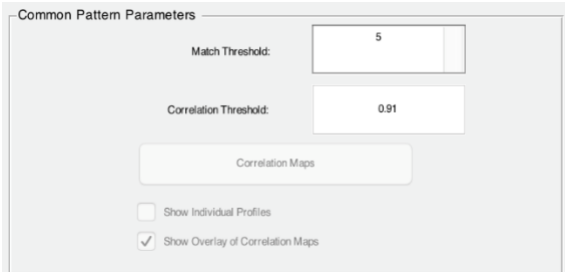 Common Pattern Parameters
Match Threshold: 5
Correlation Threshold: 0.91
Correlation Maps
Show Individual Profiles
Show Overlay of Correlation Maps